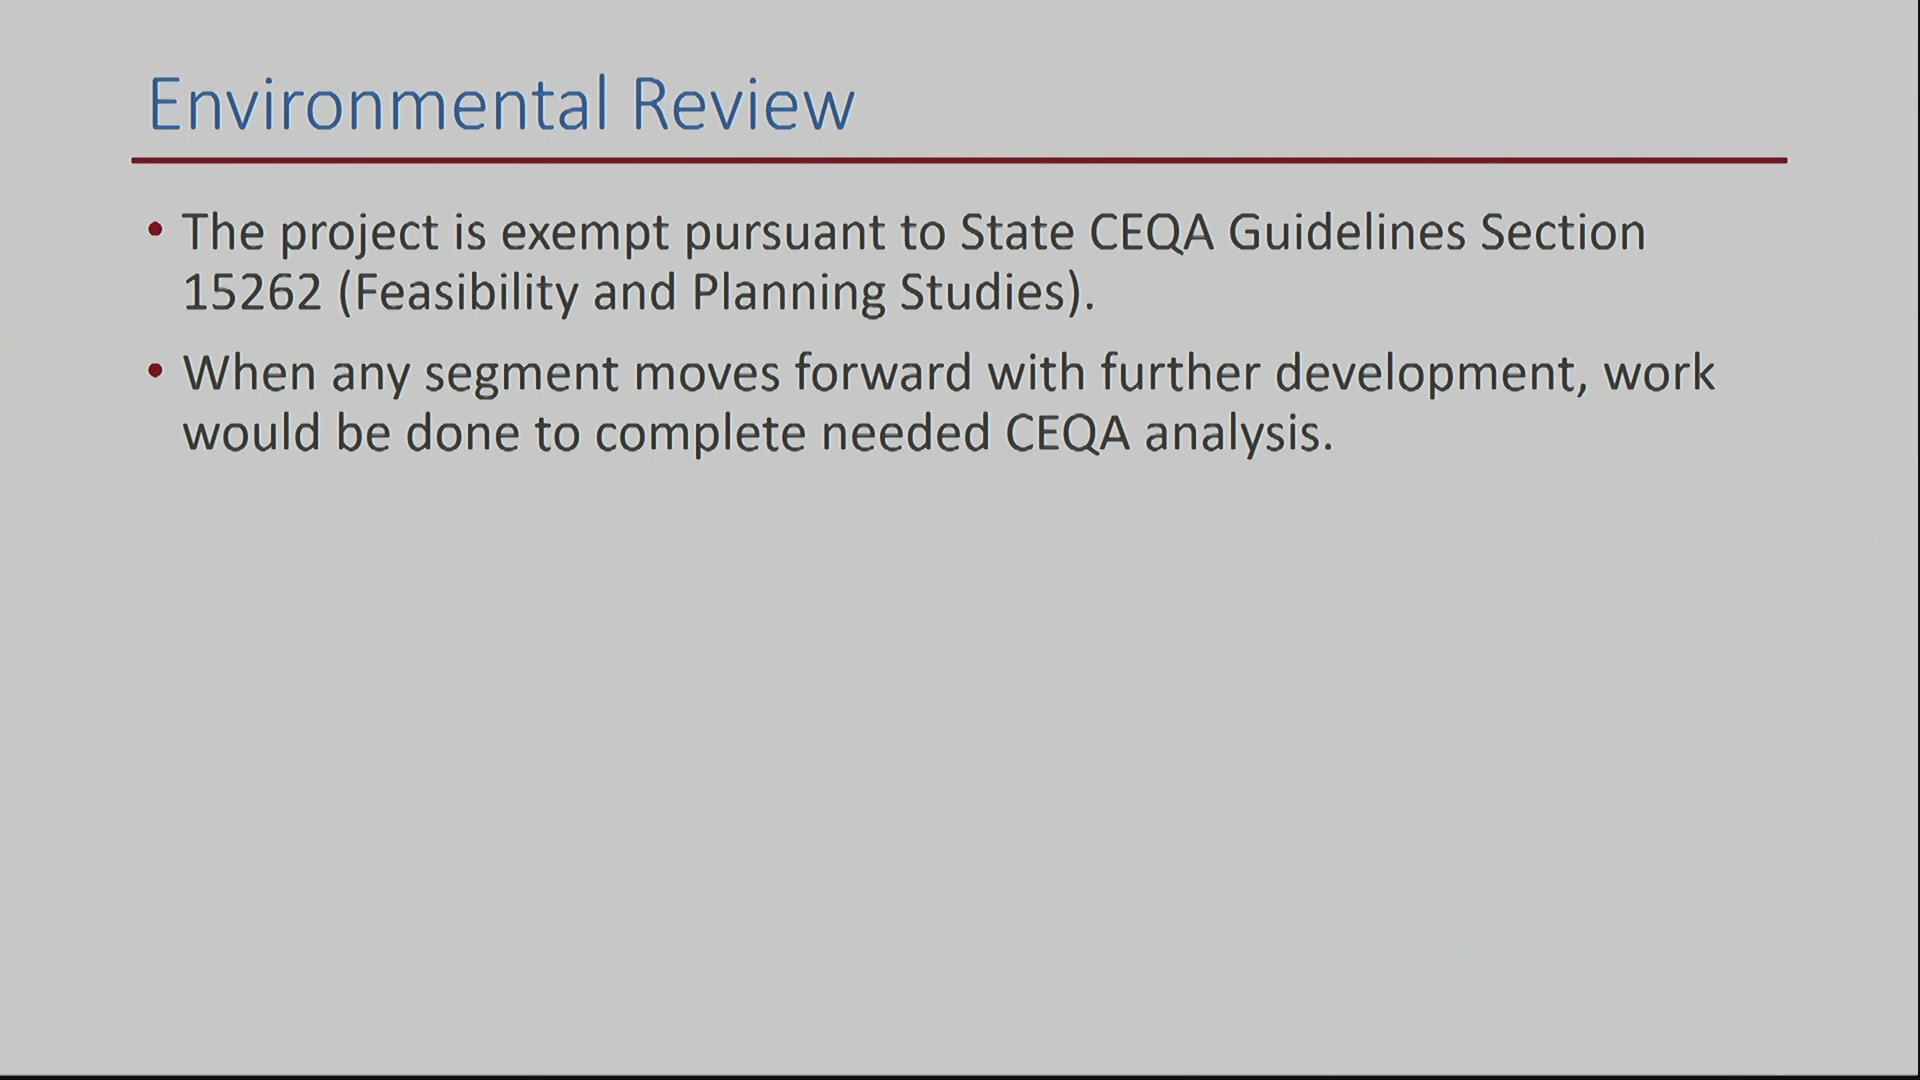 Environmental Review
• The project is exempt pursuant to State CEQA Guidelines Section
15262 (Feasibility and Planning Studies).
• When any segment moves forward with further development, work
would be done to complete needed CEQA analysis.